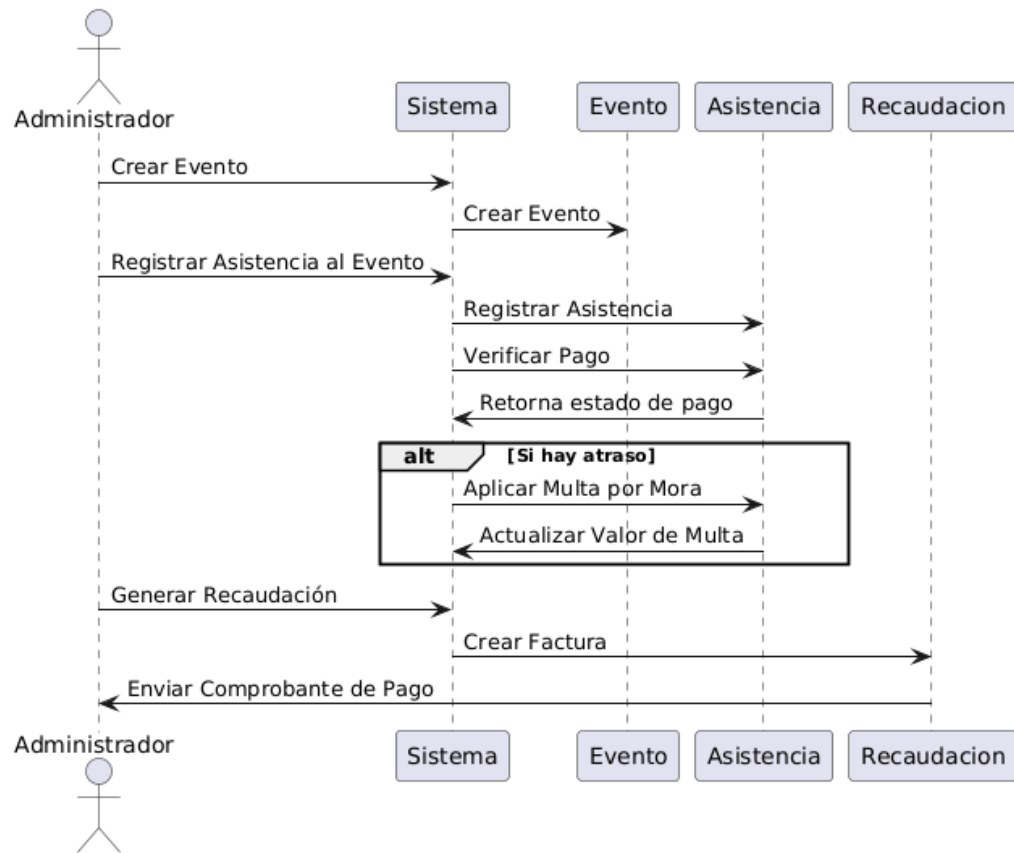 Administrador
Sistema
Evento
Asistencia
Recaudacion
Crear Evento
Crear Evento
Registrar Asistencia al Evento
Registrar Asistencia
Verificar Pago
Retorna estado de pago
alt [Si hay atraso]
Aplicar Multa por Mora
Actualizar Valor de Multa
Generar Recaudación
Crear Factura
Enviar Comprobante de Pago
Administrador
Sistema
Evento
Asistencia
Recaudacion